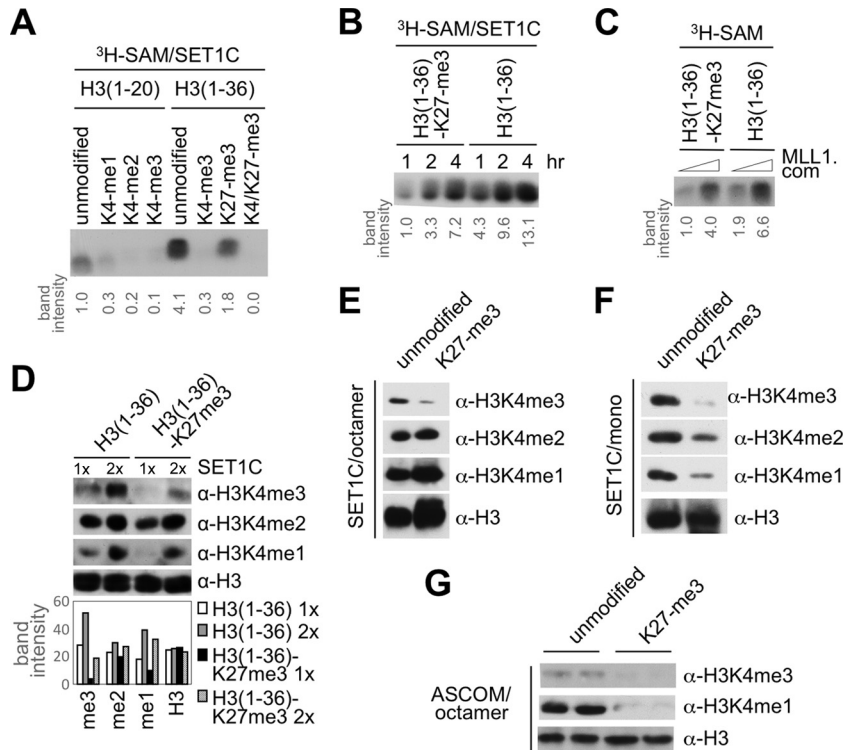 A
³H-SAM/SET1C
H3(1-20) H3(1-36)
unmodified
K4-me1
K4-me2
K4-me3
unmodified
K4-me3
K27-me3
K4/K27-me3
band
intensity
1.0 0.3 0.2 0.1 4.1 0.3 1.8 0.0
B
³H-SAM/SET1C
H3(1-36)
-K27-me3
H3(1-36)
1 2 4 1 2 4 hr
band
intensity
1.0 3.3 7.2 4.3 9.6 13.1
C
³H-SAM
H3(1-36)
-K27me3
H3(1-36)
MLL1.
com
band
intensity
1.0 4.0 1.9 6.6
D
H3(1-36)
H3(1-36)
-K27me3
1x 2x 1x 2x SET1C
α-H3K4me3
α-H3K4me2
α-H3K4me1
α-H3
band
intensity
60
40
20
0
me3 me2 me1 H3
H3(1-36) 1x
H3(1-36) 2x
H3(1-36)-
K27me3 1x
H3(1-36)-
K27me3 2x
E
unmodified
K27-me3
SET1C/octamer
α-H3K4me3
α-H3K4me2
α-H3K4me1
α-H3
F
unmodified
K27-me3
SET1C/mono
α-H3K4me3
α-H3K4me2
α-H3K4me1
α-H3
G
unmodified
K27-me3
ASCOM/
octamer
α-H3K4me3
α-H3K4me1
α-H3